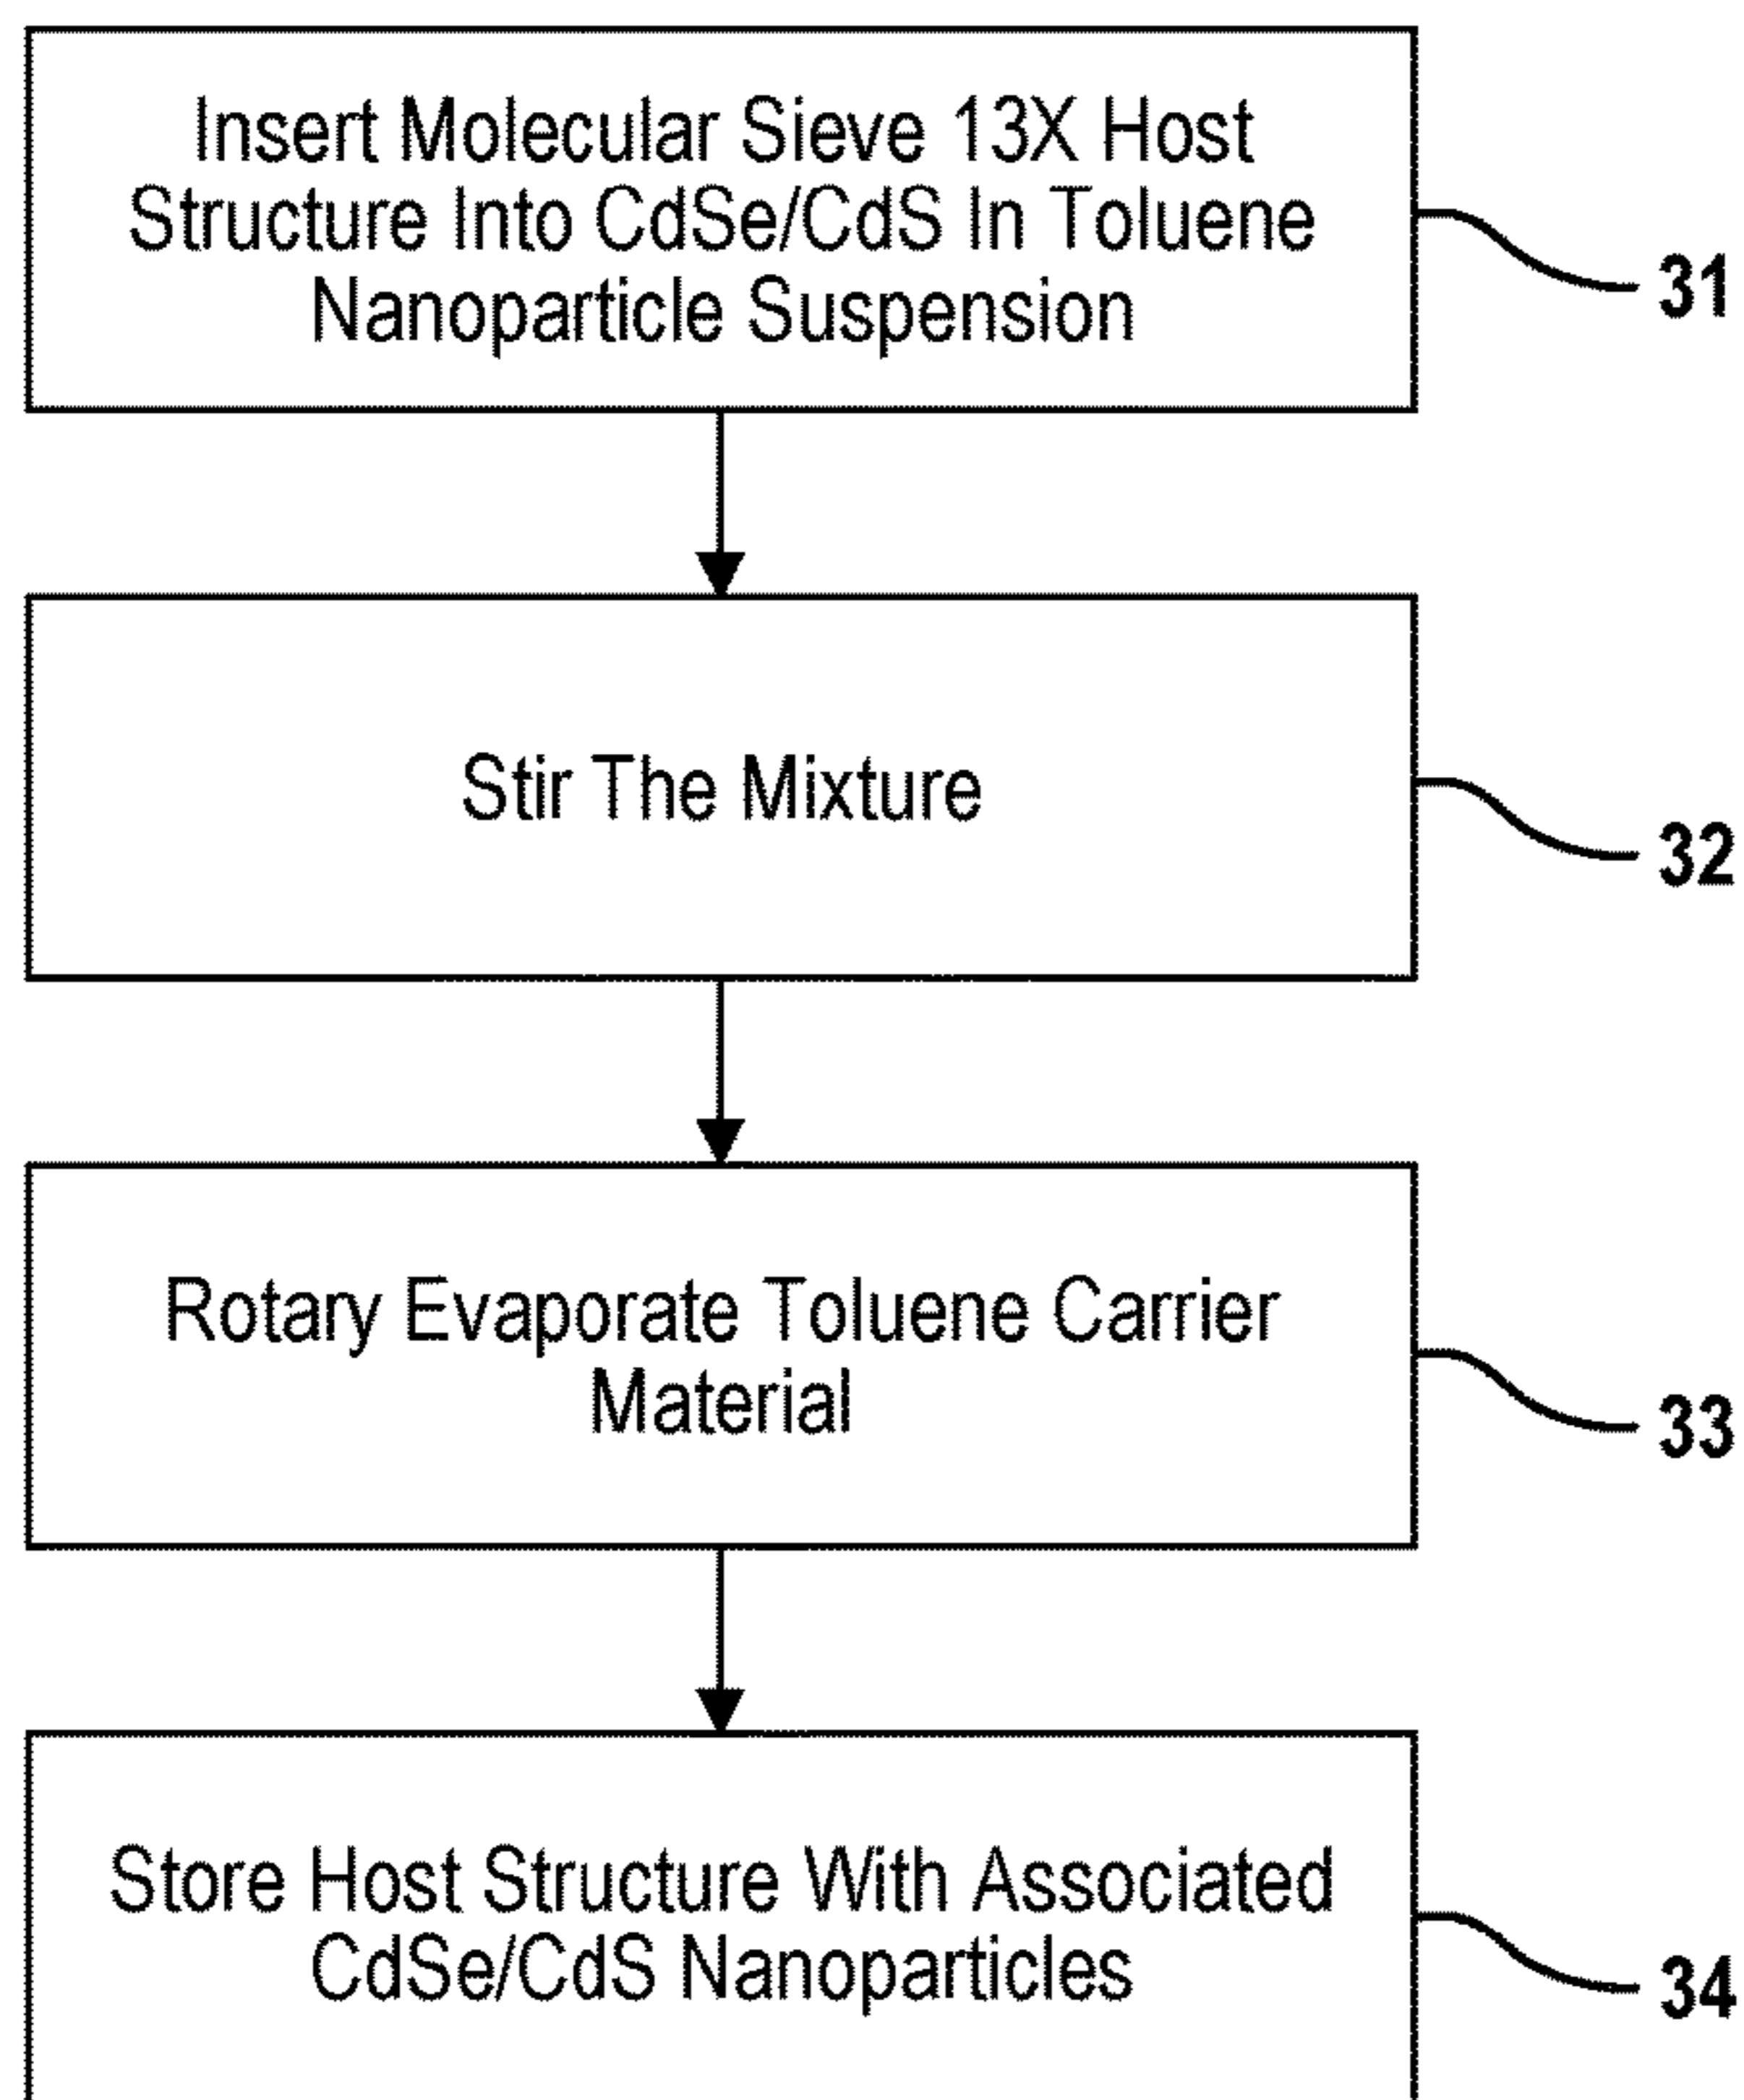 Insert Molecular Sieve 13X Host
Structure Into CdSe/CdS In Toluene
Nanoparticle Suspension
31
Stir The Mixture
32
Rotary Evaporate Toluene Carrier
Material
33
Store Host Structure With Associated
CdSe/CdS Nanoparticles
34